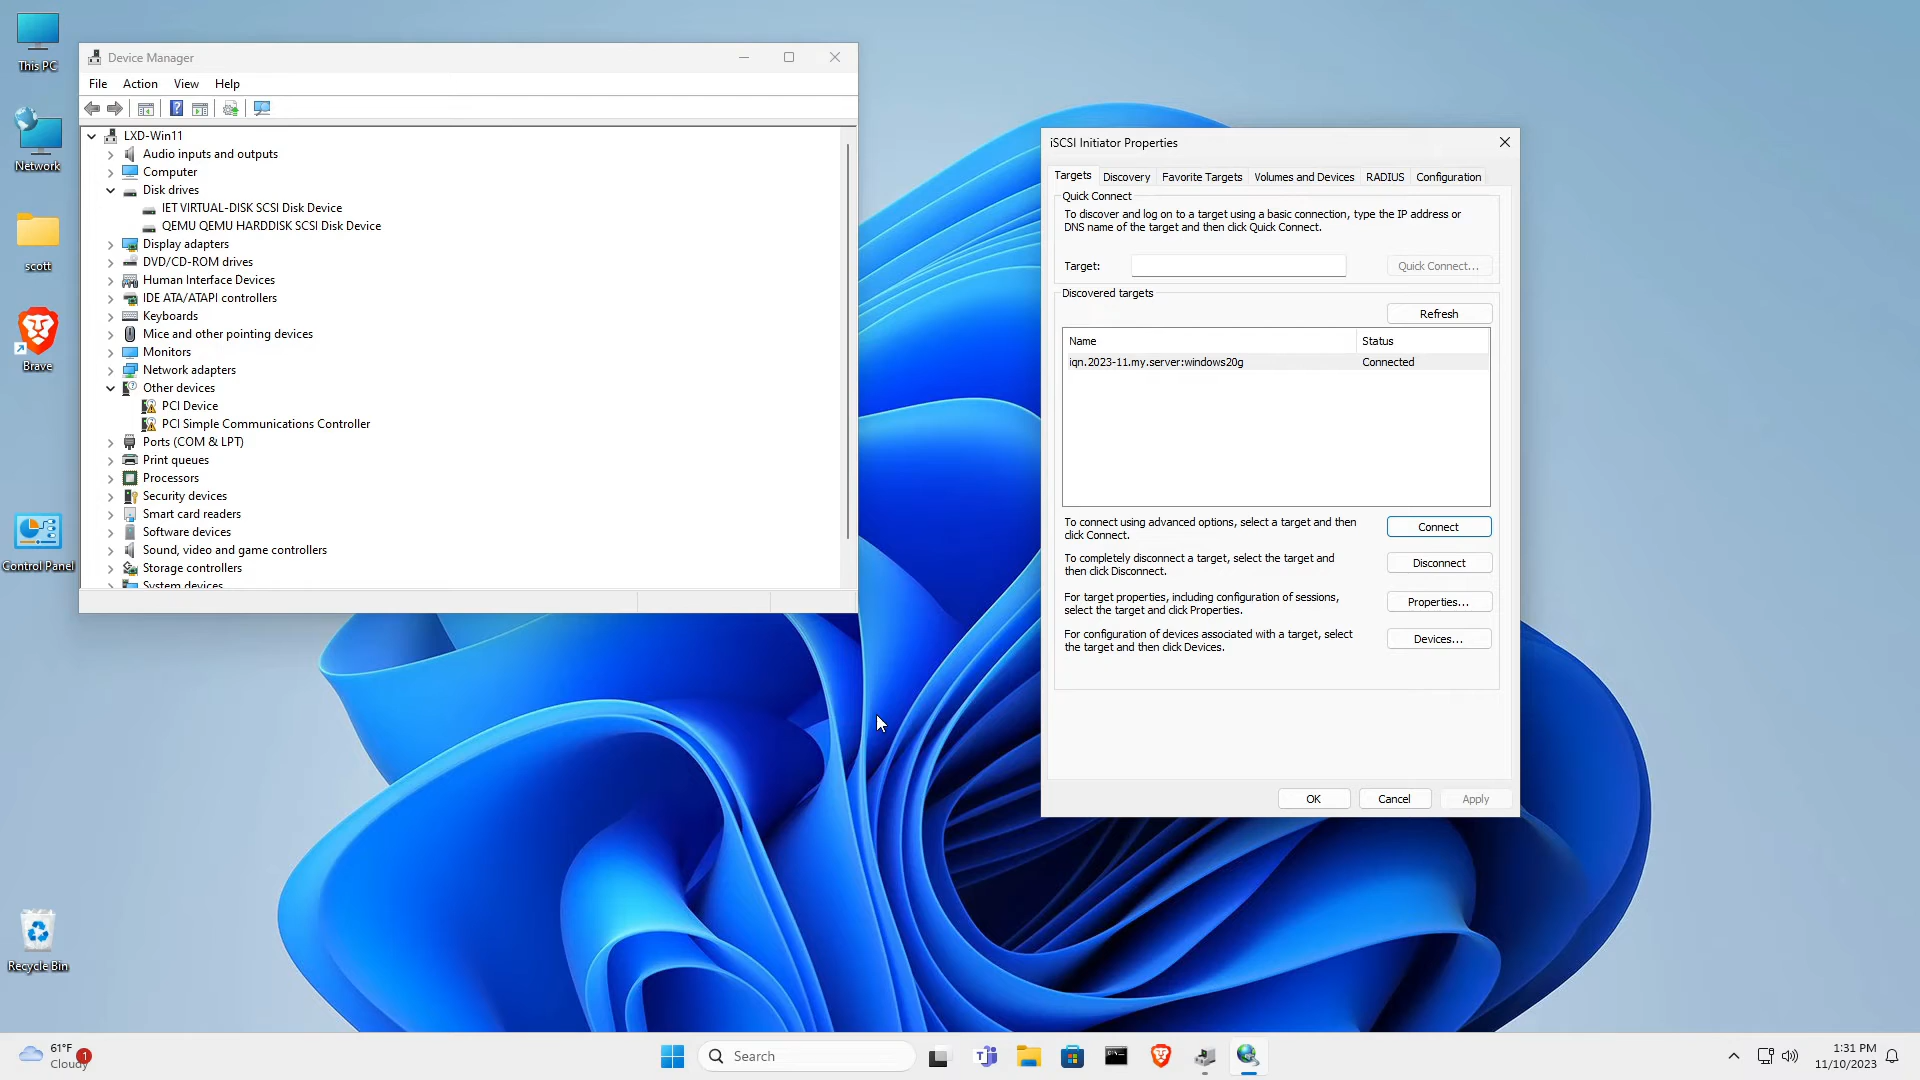 This PC
Network
scott
Brave
Control Panel
Recycle Bin
Device Manager
File Action View Help
LXD-Win11
Audio inputs and outputs
Computer
Disk drives
IET VIRTUAL-DISK SCSI Disk Device
QEMU QEMU HARDDISK SCSI Disk Device
Display adapters
DVD/CD-ROM drives
Human Interface Devices
IDE ATA/ATAPI controllers
Keyboards
Mice and other pointing devices
Monitors
Network adapters
Other devices
PCI Device
PCI Simple Communications Controller
Ports (COM & LPT)
Print queues
Processors
Security devices
Smart card readers
Software devices
Sound, video and game controllers
Storage controllers
System devices
iSCSI Initiator Properties
Targets Discovery Favorite Targets Volumes and Devices RADIUS Configuration
Quick Connect
To discover and log on to a target using a basic connection, type the IP address or
DNS name of the target and then click Quick Connect.
Target: Quick Connect...
Discovered targets
Refresh
Name Status
iqn.2023-11.my.server:windows20g Connected
To connect using advanced options, select a target and then
click Connect.
Connect
To completely disconnect a target, select the target and
then click Disconnect.
Disconnect
For target properties, including configuration of sessions,
select the target and click Properties.
Properties...
For configuration of devices associated with a target, select
the target and then click Devices.
Devices...
OK Cancel Apply
61°F
Cloudy
1
Search
1:31 PM
11/10/2023